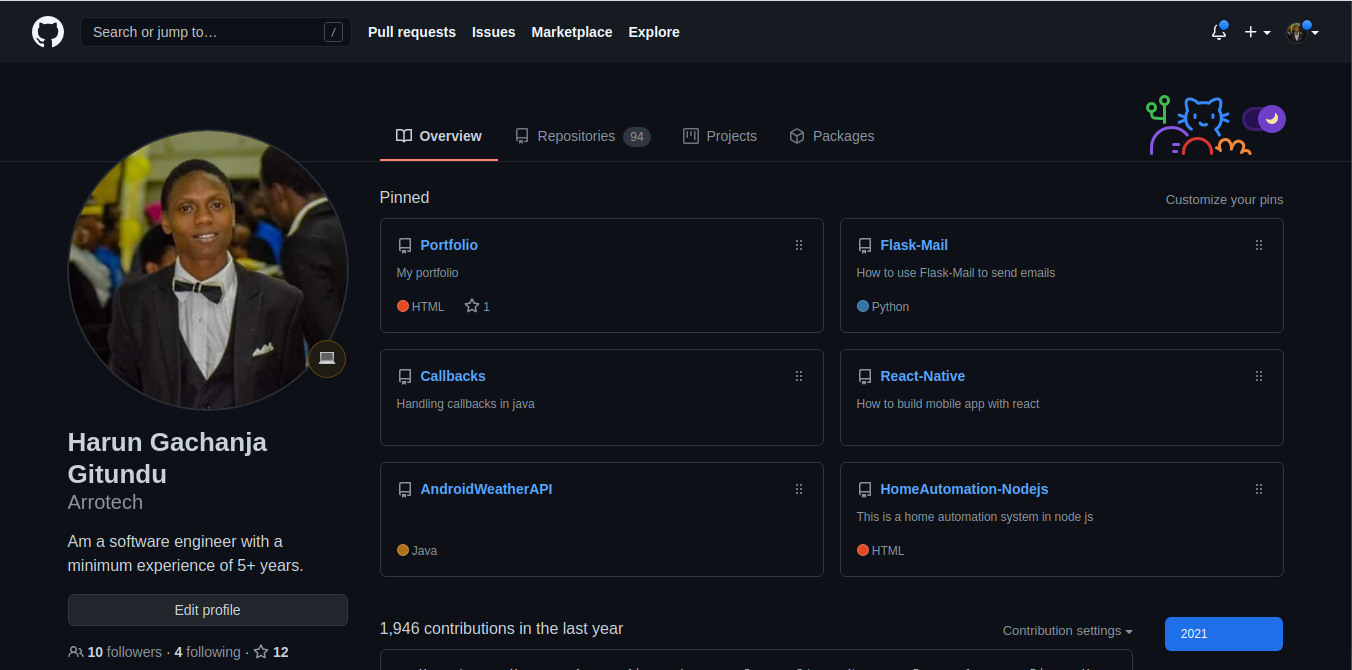 Search or jump to…
/
Pull requests
Issues
Marketplace
Explore
Overview
Repositories 94
Projects
Packages
Harun Gachanja
Gitundu
Arrotech
Am a software engineer with a
minimum experience of 5+ years.
Edit profile
10 followers · 4 following · 12
Pinned
Customize your pins
Portfolio
My portfolio
HTML 1
Flask-Mail
How to use Flask-Mail to send emails
Python
Callbacks
Handling callbacks in java
React-Native
How to build mobile app with react
AndroidWeatherAPI
Java
HomeAutomation-Nodejs
This is a home automation system in node js
HTML
1,946 contributions in the last year
Contribution settings
2021